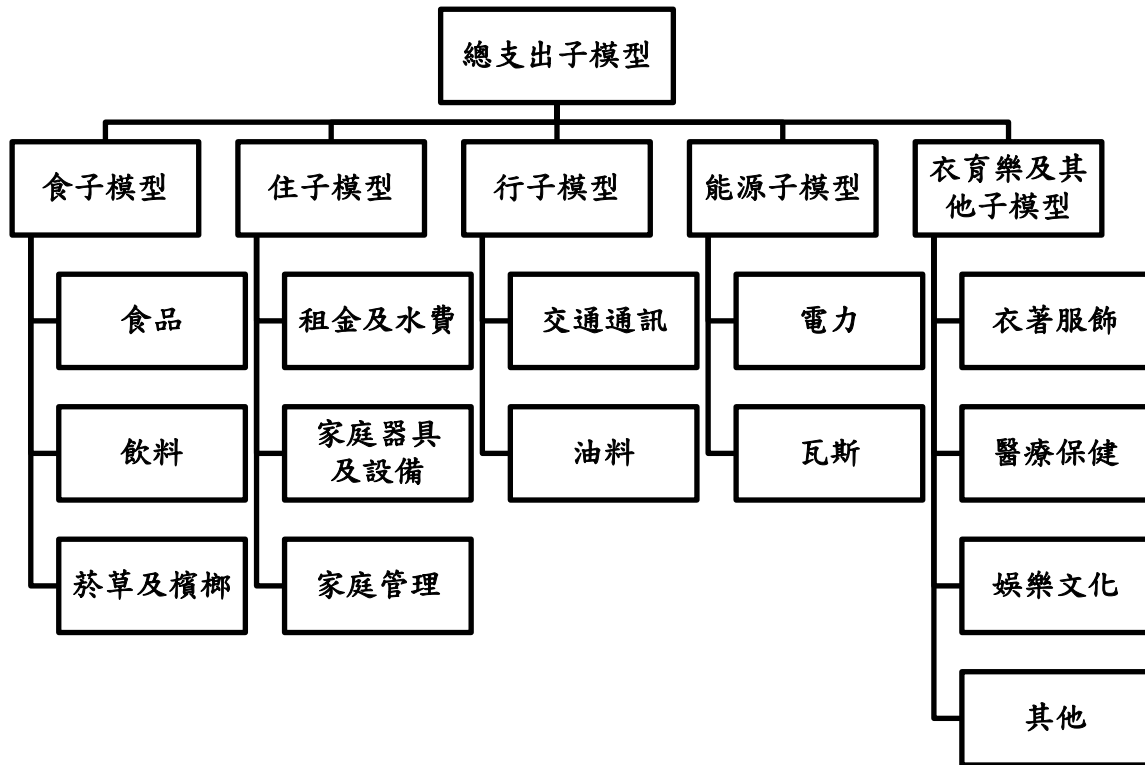 總支出子模型
食子模型
住子模型
行子模型
能源子模型
衣育樂及其
他子模型
食品
租金及水費
交通通訊
電力
衣著服飾
飲料
家庭器具
及設備
油料
瓦斯
醫療保健
菸草及檳榔
家庭管理
娛樂文化
其他